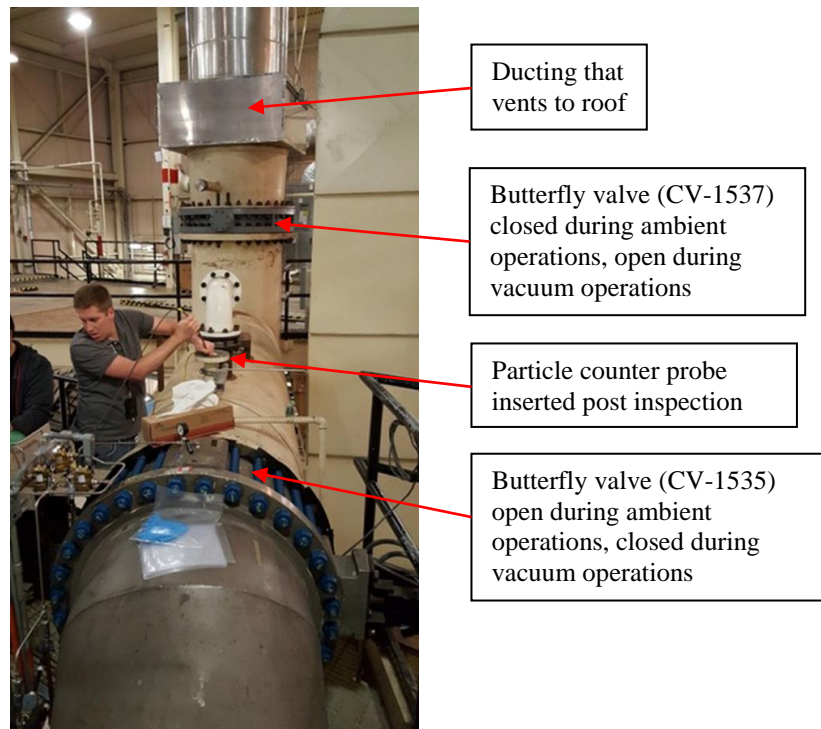 Ducting that
vents to roof
Butterfly valve (CV-1537)
closed during ambient
operations, open during
vacuum operations
Particle counter probe
inserted post inspection
Butterfly valve (CV-1535)
open during ambient
operations, closed during
vacuum operations